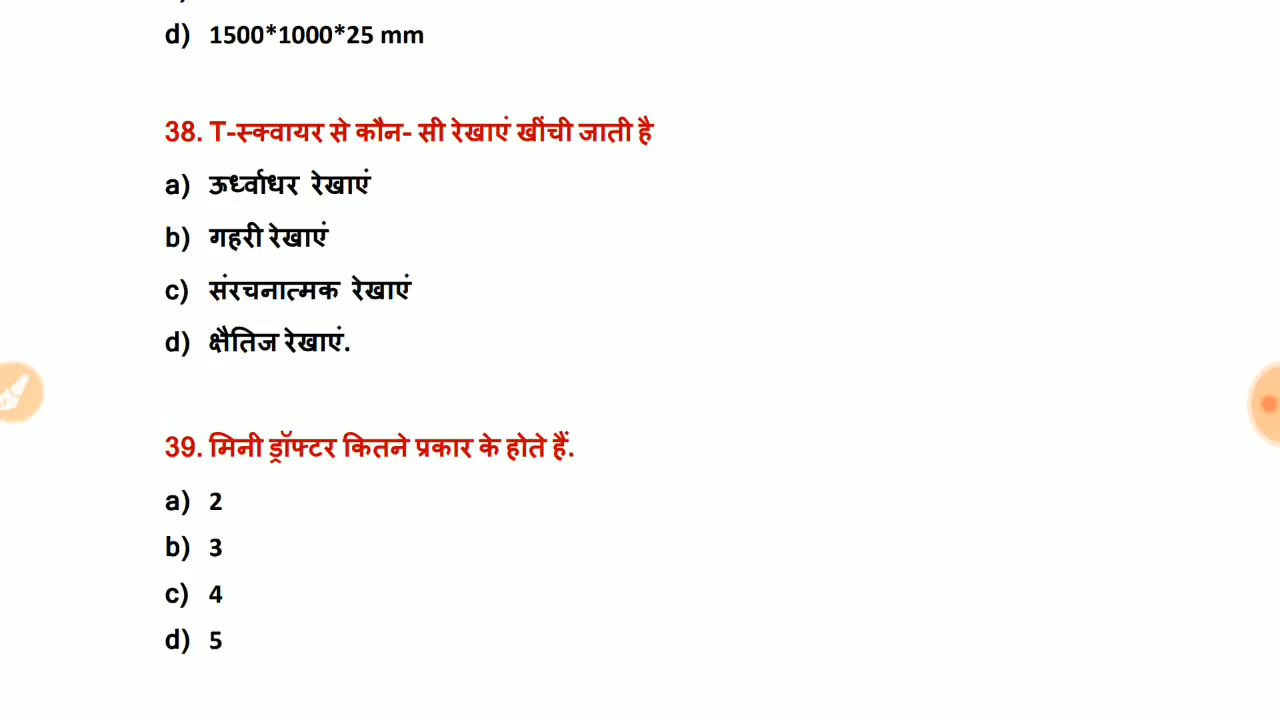 d) 1500*1000*25 mm
38. T-स्क्वायर से कौन- सी रेखाएं खींची जाती है
a) ऊर्ध्वाधर रेखाएं
b) गहरी रेखाएं
c) संरचनात्मक रेखाएं
d) क्षैतिज रेखाएं.
39. मिनी ड्रॉफ्टर कितने प्रकार के होते हैं.
a) 2
b) 3
c) 4
d) 5